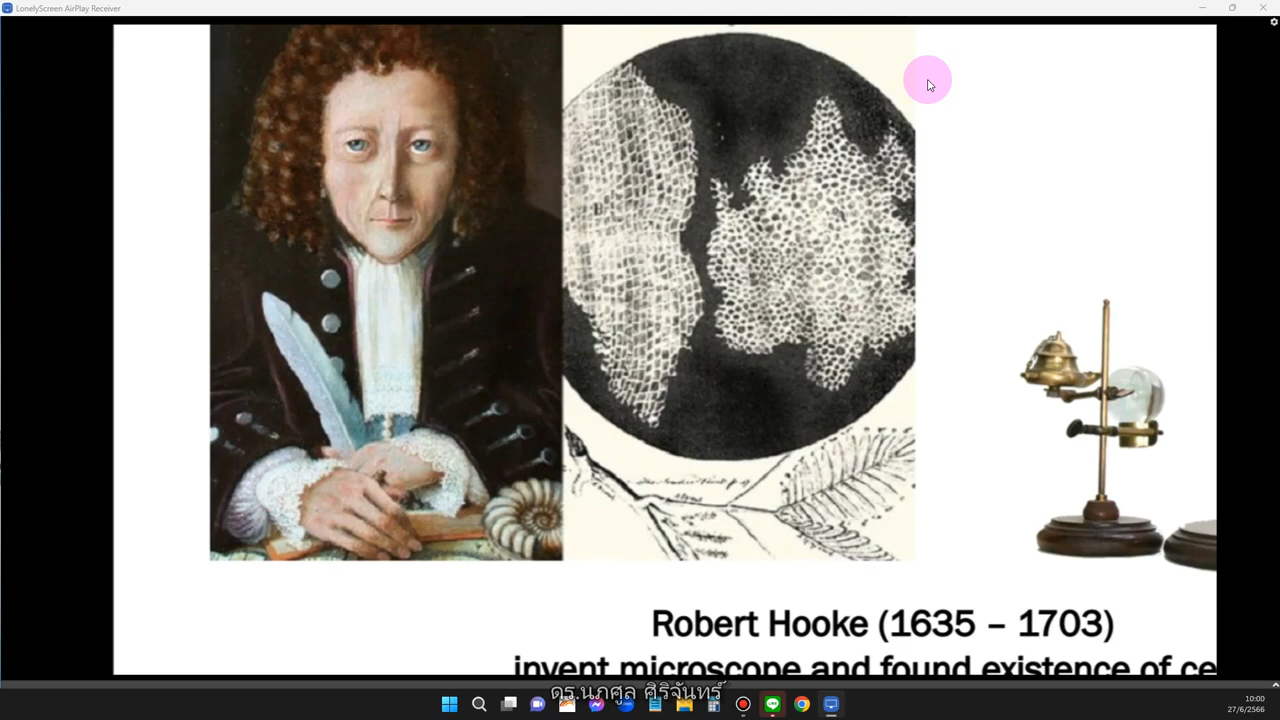 LonelyScreen AirPlay Receiver
B
Robert Hooke (1635 – 1703)
invent microscope and found existence of ce
ดร.นภศูล ศิริจันทร์
10:00
27/6/2566